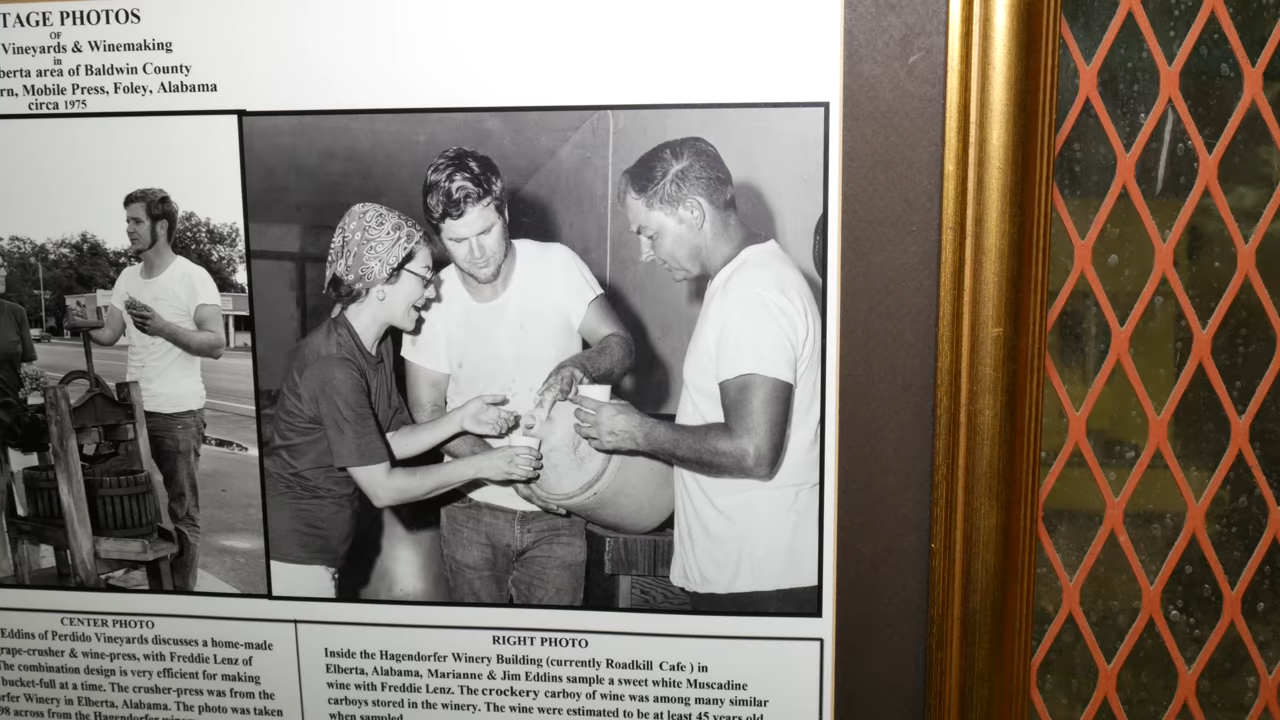 TAGE PHOTOS
OF
Vineyards & Winemaking
in
berta area of Baldwin County
rn, Mobile Press, Foley, Alabama
circa 1975
CENTER PHOTO
Eddins of Perdido Vineyards discusses a home-made
rape-crusher & wine-press, with Freddie Lenz of
The combination design is very efficient for making
bucket-full at a time. The crusher-press was from the
rfer Winery in Elberta, Alabama. The photo was taken
98 across from the Hagendorfer
RIGHT PHOTO
Inside the Hagendorfer Winery Building (currently Roadkill Cafe ) in
Elberta, Alabama, Marianne & Jim Eddins sample a sweet white Muscadine
wine with Freddie Lenz. The crockery carboy of wine was among many similar
carboys stored in the winery. The wine were estimated to be at least 45 years old
when sampled